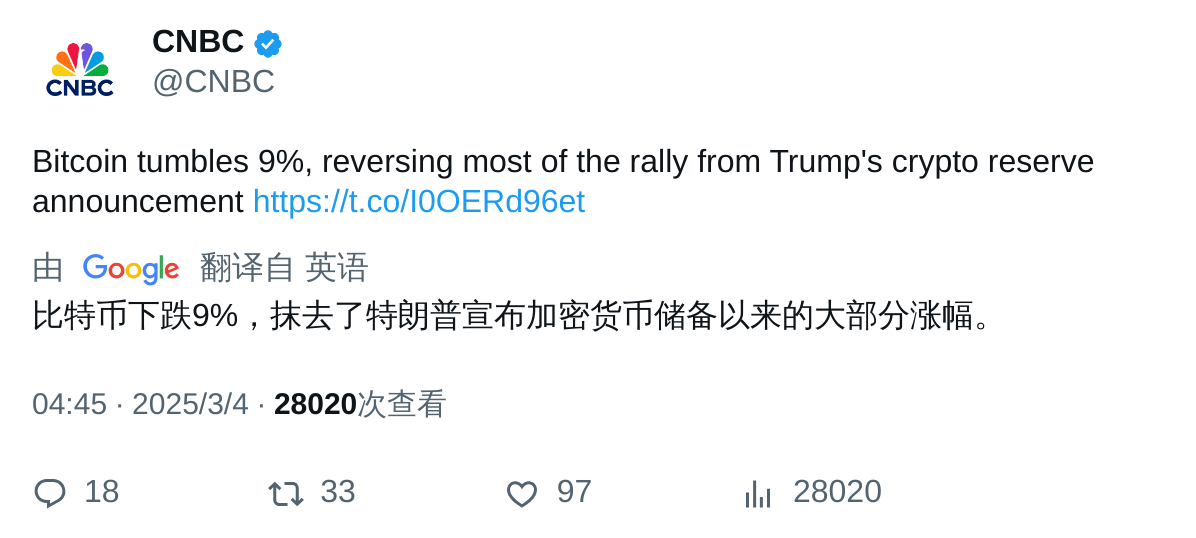 CNBC
CNBC
@CNBC
Bitcoin tumbles 9%, reversing most of the rally from Trump's crypto reserve
announcement https://t.co/I0OERd96et
由 Google 翻译自 英语
比特币下跌9%，抹去了特朗普宣布加密货币储备以来的大部分涨幅。
04:45 · 2025/3/4 · 28020次查看
18 33 97 28020